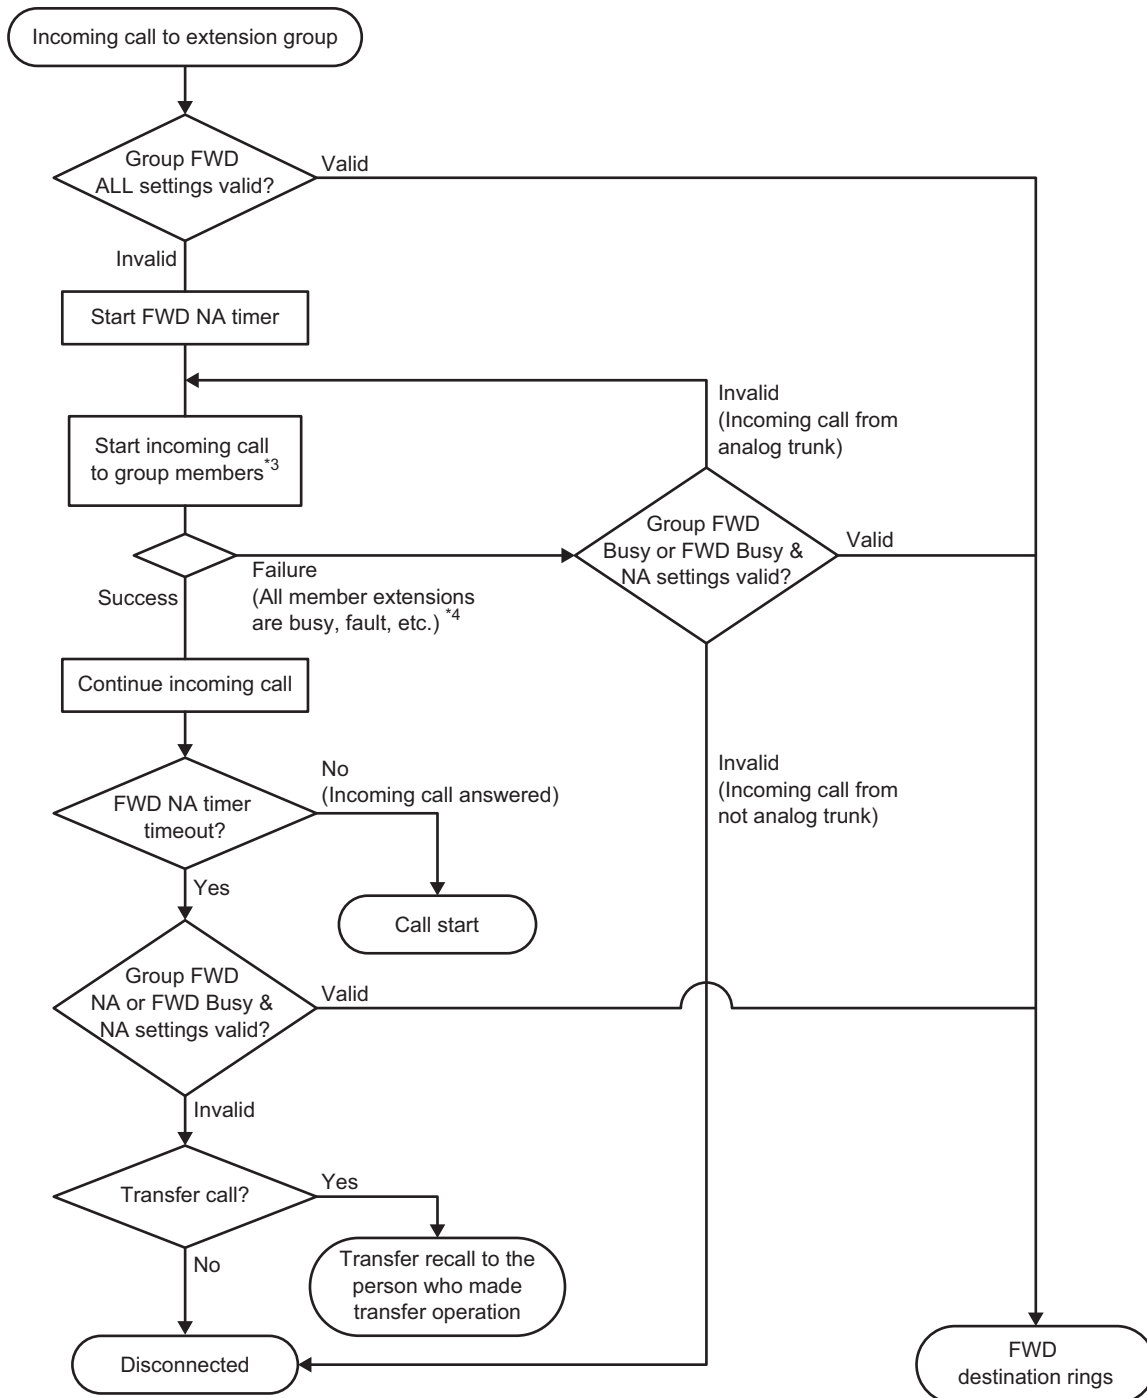 Incoming call to extension group
Group FWD
ALL settings valid?
Valid
Invalid
Start FWD NA timer
Invalid
(Incoming call from
analog trunk)
Start incoming call
to group members*3
Group FWD
Busy or FWD Busy &
NA settings valid?
Valid
Failure
(All member extensions
are busy, fault, etc.) *4
Success
Continue incoming call
Invalid
(Incoming call from
not analog trunk)
No
(Incoming call answered)
FWD NA timer
timeout?
Yes
Call start
Group FWD
NA or FWD Busy &
NA settings valid?
Valid
Invalid
Transfer call?
Yes
No
Transfer recall to the
person who made
transfer operation
Disconnected
FWD
destination rings